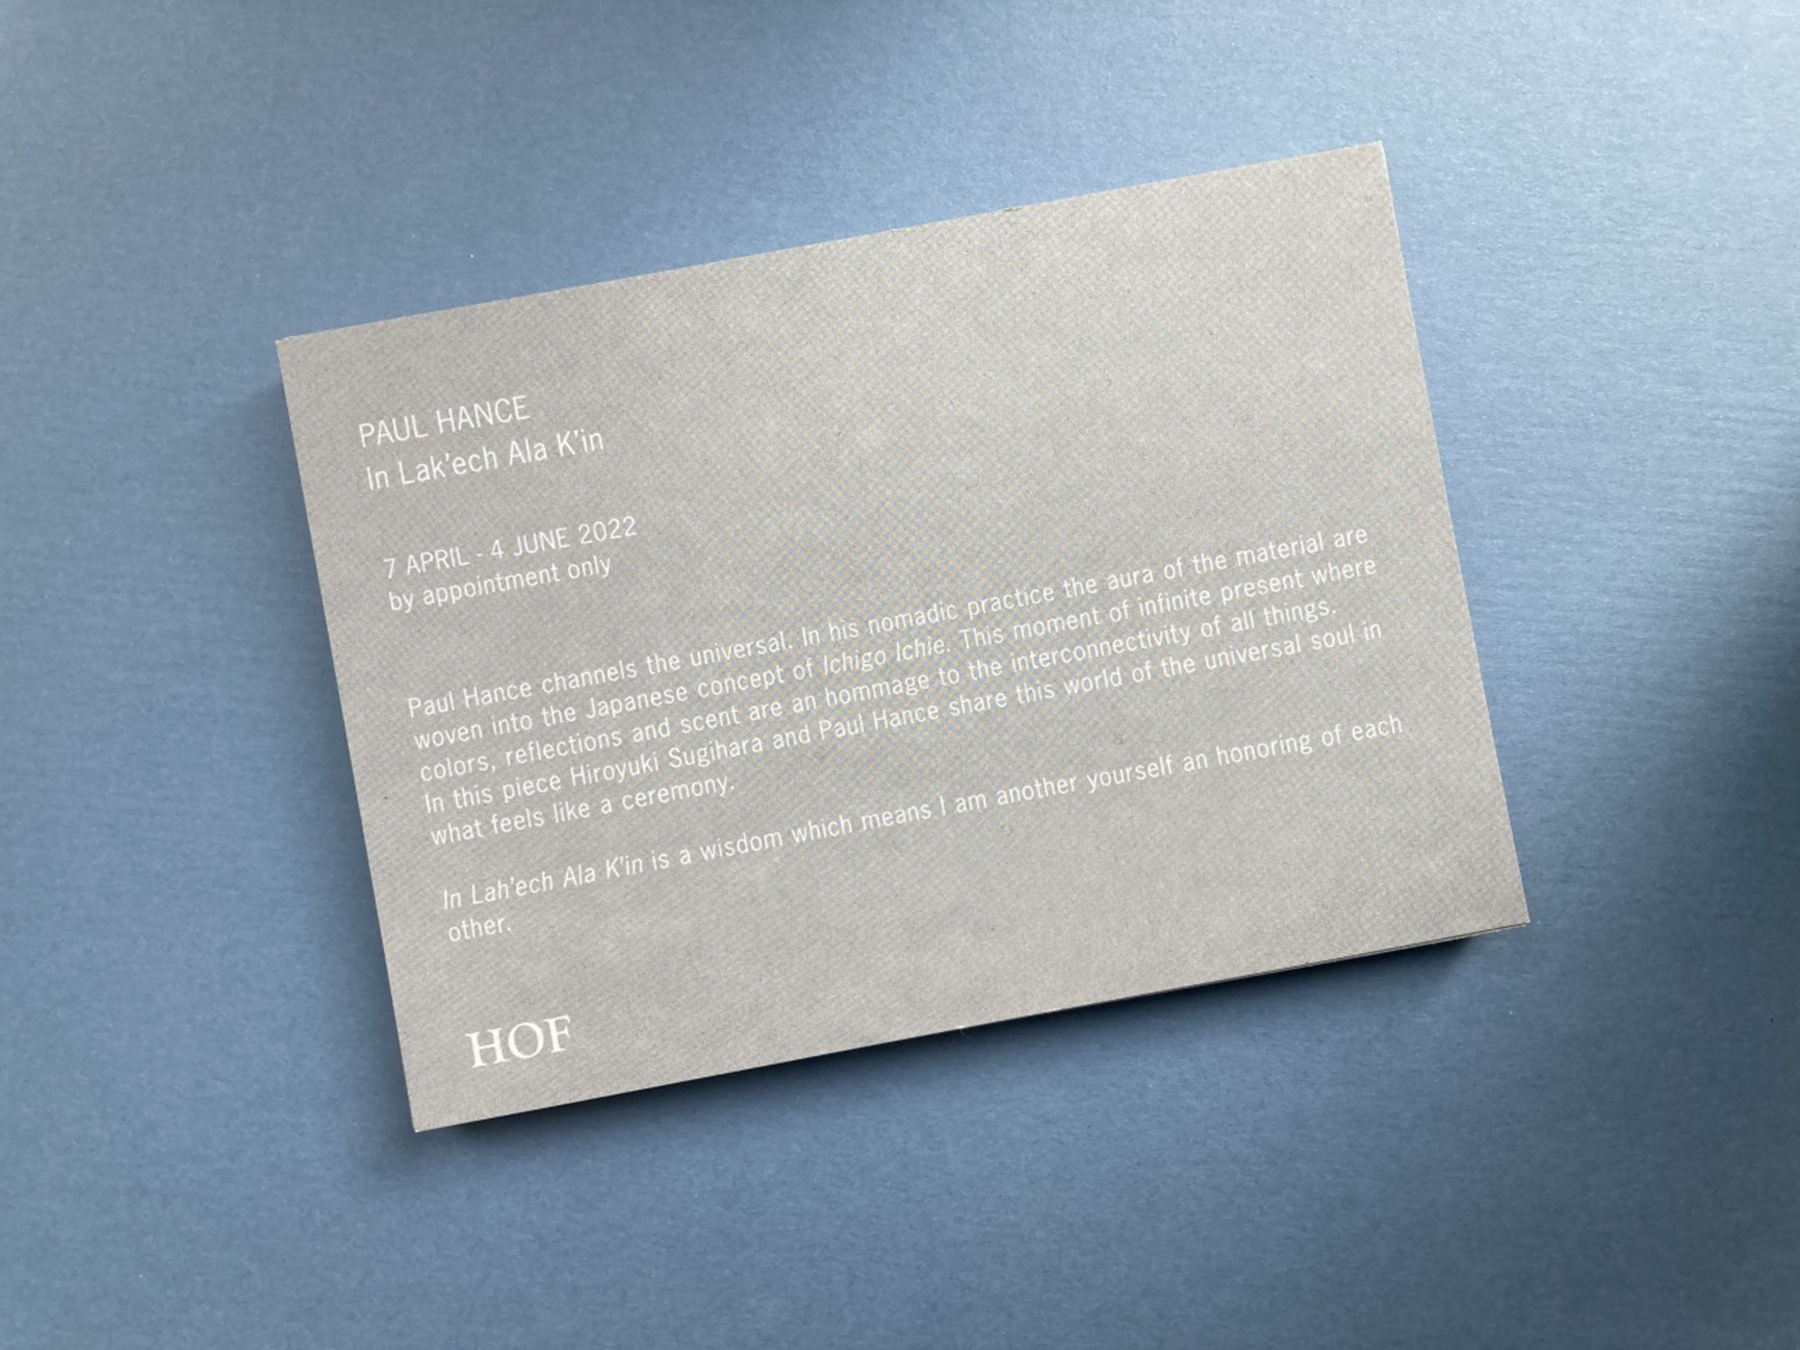 PAUL HANCE
In Lak'ech Ala K'in
7 APRIL - 4 JUNE 2022
by appointment only
Paul Hance channels the universal. In his nomadic practice the aura of the material are
woven into the Japanese concept of Ichigo Ichie. This moment of infinite present where
colors, reflections and scent are an hommage to the interconnectivity of all things.
In this piece Hiroyuki Sugihara and Paul Hance share this world of the universal soul in
what feels like a ceremony.
In Lah'ech Ala K'in is a wisdom which means I am another yourself an honoring of each
other.
HOF